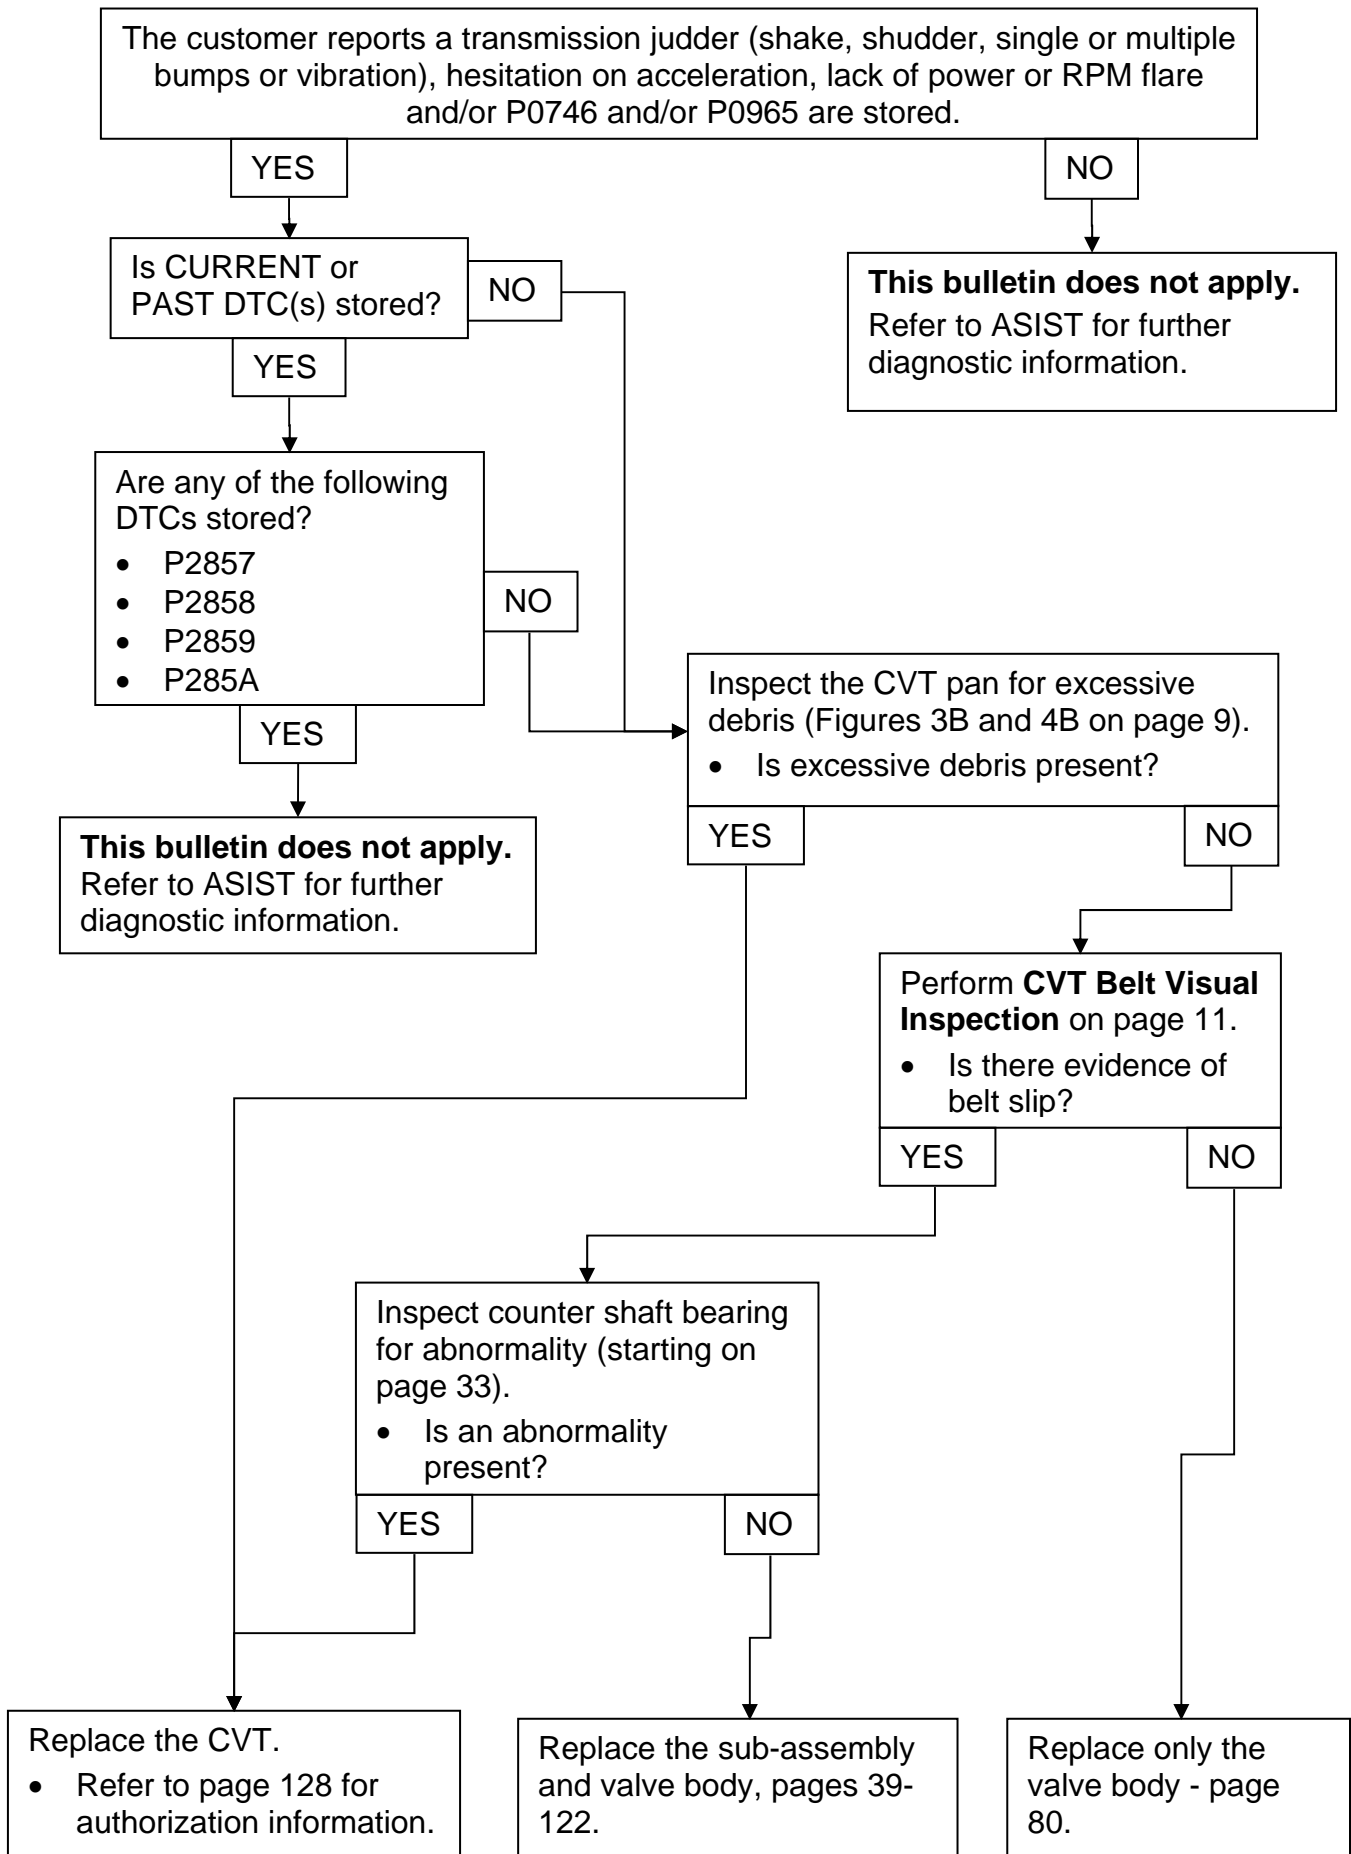 The customer reports a transmission judder (shake, shudder, single or multiple
bumps or vibration), hesitation on acceleration, lack of power or RPM flare
and/or P0746 and/or P0965 are stored.
YES
NO
Is CURRENT or
PAST DTC(s) stored?
NO
YES
This bulletin does not apply.
Refer to ASIST for further
diagnostic information.
Are any of the following
DTCs stored?
• P2857
• P2858
• P2859
• P285A
NO
YES
Inspect the CVT pan for excessive
debris (Figures 3B and 4B on page 9).
• Is excessive debris present?
YES
NO
This bulletin does not apply.
Refer to ASIST for further
diagnostic information.
Perform CVT Belt Visual
Inspection on page 11.
• Is there evidence of
belt slip?
YES
NO
Inspect counter shaft bearing
for abnormality (starting on
page 33).
• Is an abnormality
present?
YES
NO
Replace the CVT.
• Refer to page 128 for
authorization information.
Replace the sub-assembly
and valve body, pages 39-
122.
Replace only the
valve body - page
80.